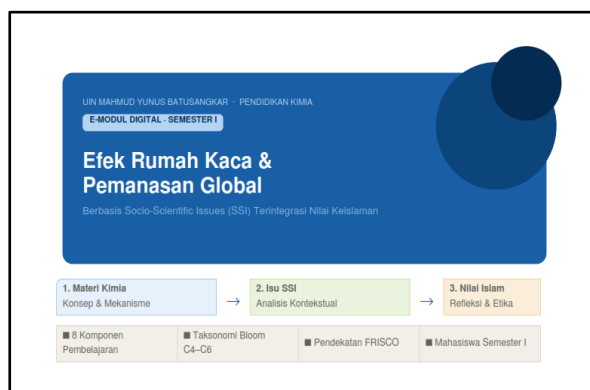 UIN MAHMUD YUNUS BATUSANGKAR · PENDIDIKAN KIMIA
E-MODUL DIGITAL · SEMESTER I
Efek Rumah Kaca &
Pemanasan Global
Berbasis Socio-Scientific Issues (SSI) Terintegrasi Nilai Keislaman
1. Materi Kimia
Konsep & Mekanisme
→
2. Isu SSI
Analisis Kontekstual
→
3. Nilai Islam
Refleksi & Etika
■ 8 Komponen
Pembelajaran
■ Taksonomi Bloom
C4–C6
■ Pendekatan FRISCO
■ Mahasiswa Semester I